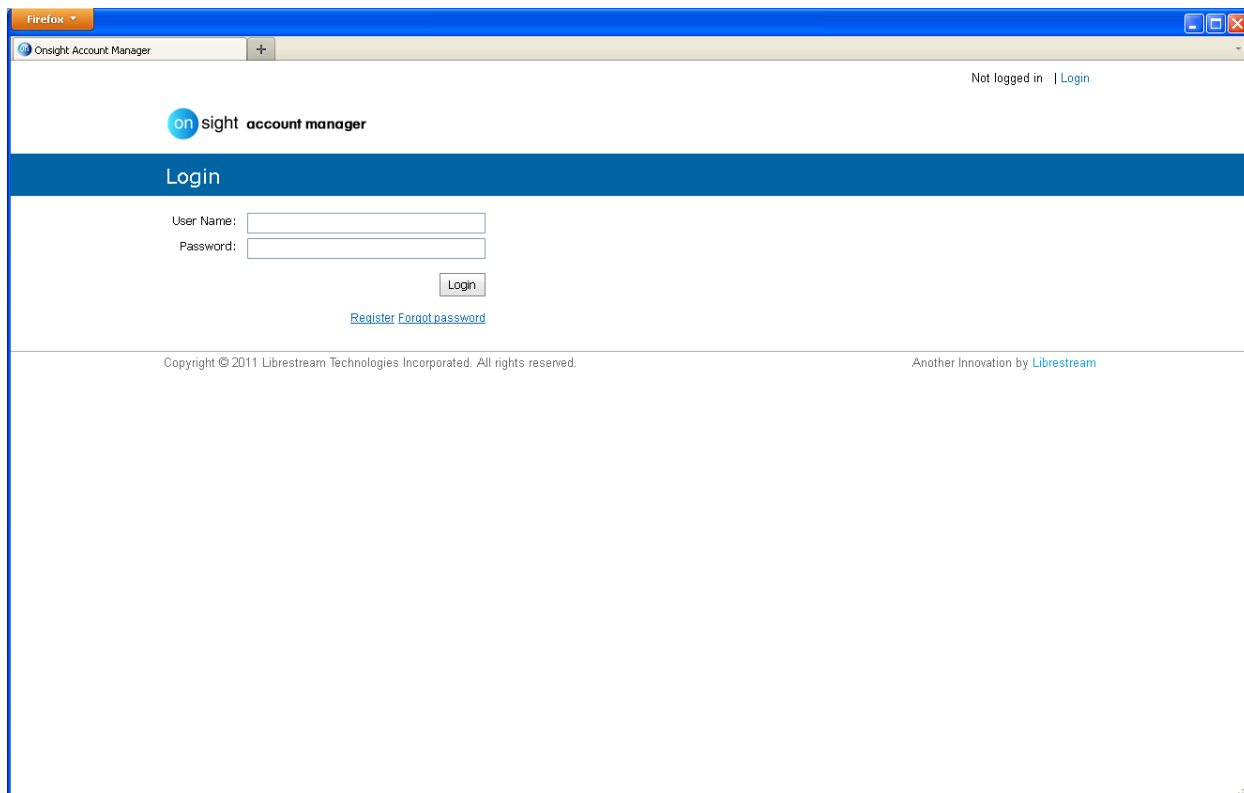 Firefox
Onsight Account Manager
Not logged in | Login
on sight account manager
Login
User Name:
Password:
Login
Register Forgot password
Copyright © 2011 Librestream Technologies Incorporated. All rights reserved. Another Innovation by Librestream